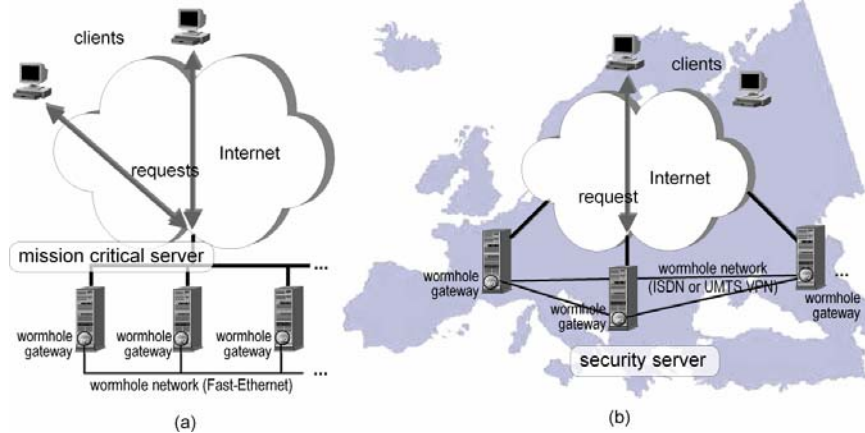 clients
Internet
requests
mission critical server
...
wormhole
gateway
wormhole
gateway
wormhole
gateway
wormhole network (Fast-Ethernet)
...
(a)
clients
Internet
request
wormhole
gateway
wormhole network
(ISDN or UMTS VPN)
...
wormhole
gateway
wormhole
gateway
security server
(b)